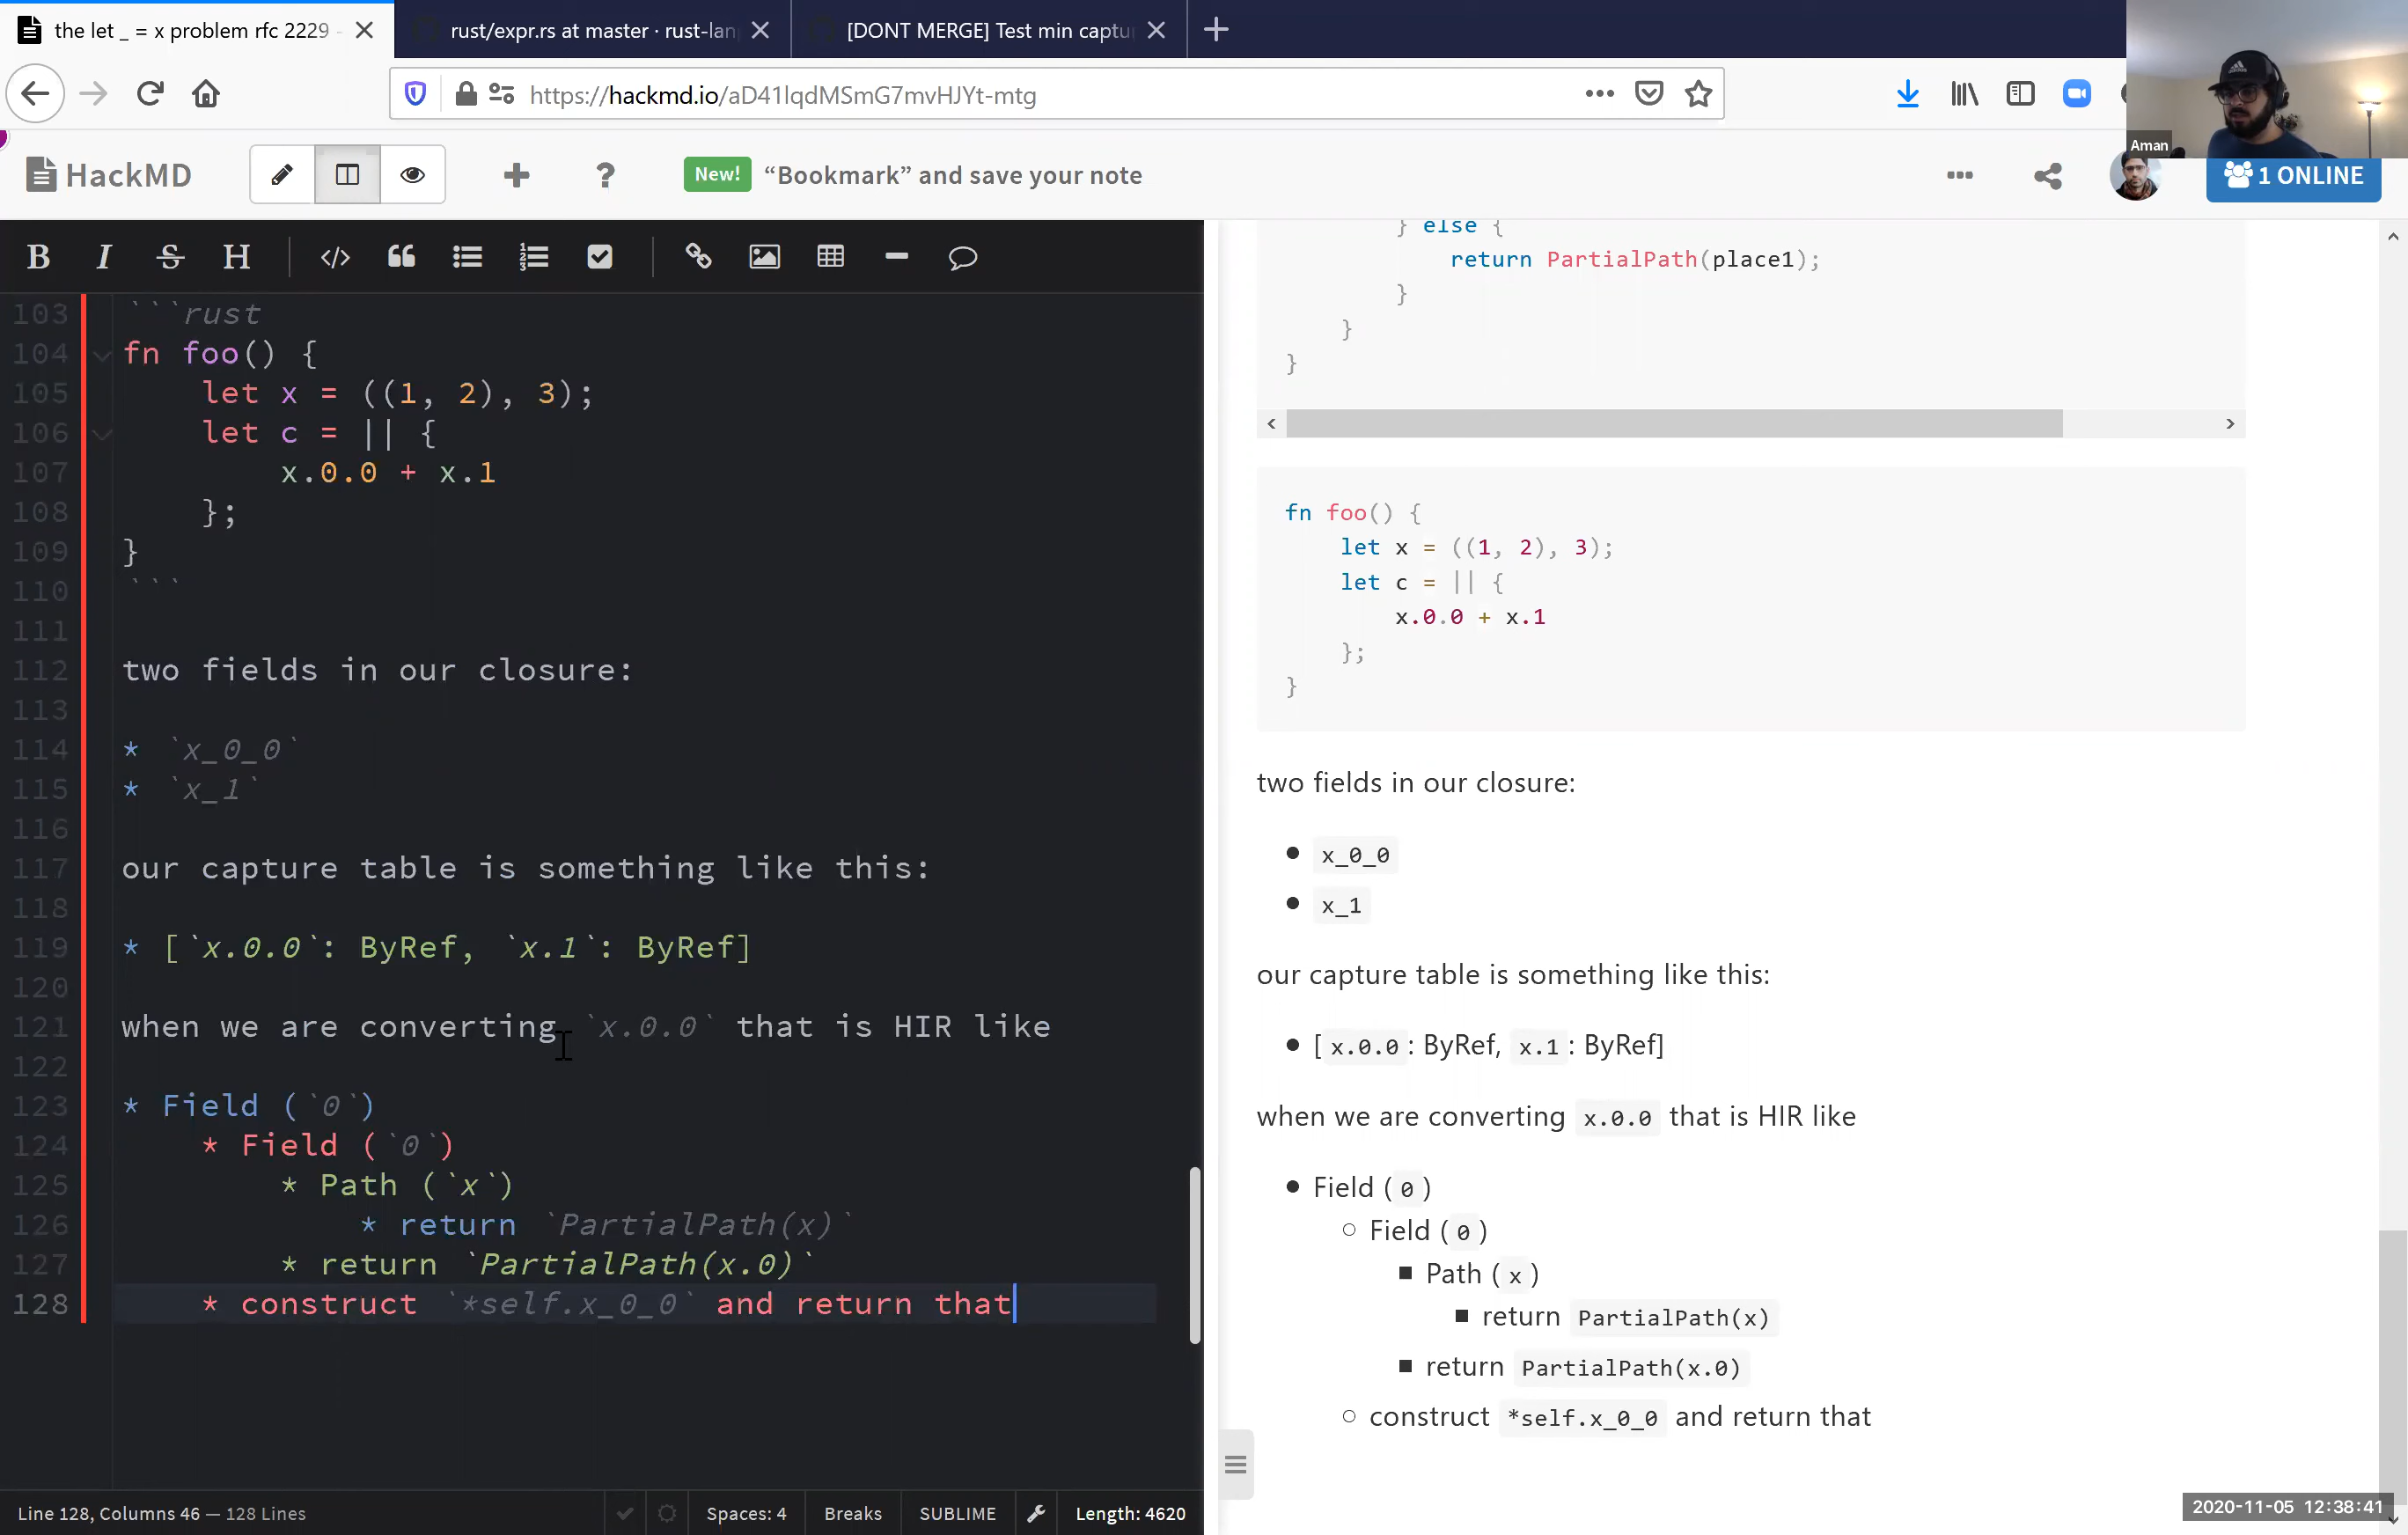 the let _ = x problem rfc 2229 -
rust/expr.rs at master · rust-lan
[DONT MERGE] Test min captu
https://hackmd.io/aD41lqdMSmG7mvHJYt-mtg
Aman
HackMD
New! “Bookmark” and save your note
1 ONLINE
B I S H
103 ```rust
104 fn foo() {
105 let x = ((1, 2), 3);
106 let c = || {
107 x.0.0 + x.1
108 };
109 }
110 ```
111
112 two fields in our closure:
113
114 * `x_0_0`
115 * `x_1`
116
117 our capture table is something like this:
118
119 * [`x.0.0`: ByRef, `x.1`: ByRef]
120
121 when we are converting `x.0.0` that is HIR like
122
123 * Field (`0`)
124 * Field (`0`)
125 * Path (`x`)
126 * return `PartialPath(x)`
127 * return `PartialPath(x.0)`
128 * construct `*self.x_0_0` and return that
Line 128, Columns 46 — 128 Lines
Spaces: 4
Breaks
SUBLIME
Length: 4620
} else {
return PartialPath(place1);
}
}
}
fn foo() {
let x = ((1, 2), 3);
let c = || {
x.0.0 + x.1
};
}
two fields in our closure:
x_0_0
x_1
our capture table is something like this:
[ x.0.0 : ByRef, x.1 : ByRef]
when we are converting x.0.0 that is HIR like
Field ( 0 )
Field ( 0 )
Path ( x )
return PartialPath(x)
return PartialPath(x.0)
construct *self.x_0_0 and return that
2020-11-05 12:38:41